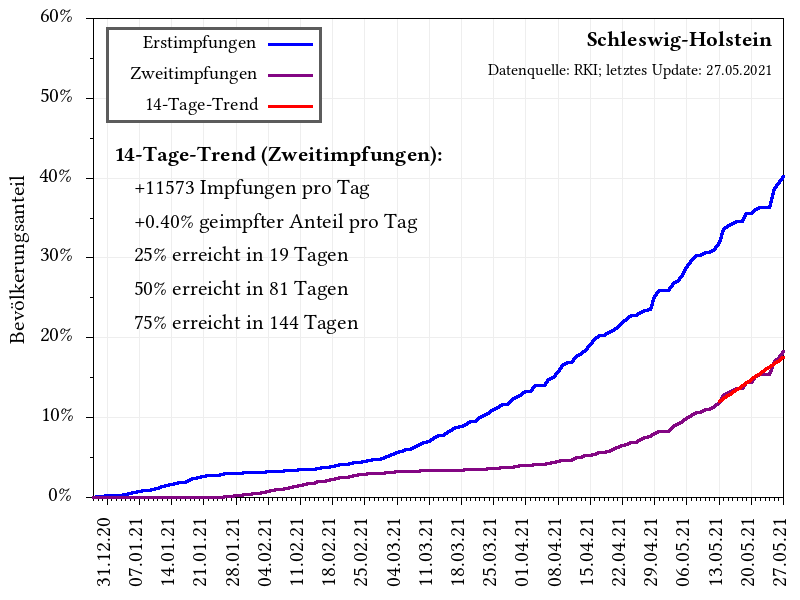 60%
50%
40%
30%
20%
10%
0%
Bevölkerungsanteil
Erstimpfungen
Zweitimpfungen
14-Tage-Trend
Schleswig-Holstein
Datenquelle: RKI; letztes Update: 27.05.2021
14-Tage-Trend (Zweitimpfungen):
+11573 Impfungen pro Tag
+0.40% geimpfter Anteil pro Tag
25% erreicht in 19 Tagen
50% erreicht in 81 Tagen
75% erreicht in 144 Tagen
31.12.20
07.01.21
14.01.21
21.01.21
28.01.21
04.02.21
11.02.21
18.02.21
25.02.21
04.03.21
11.03.21
18.03.21
25.03.21
01.04.21
08.04.21
15.04.21
22.04.21
29.04.21
06.05.21
13.05.21
20.05.21
27.05.21